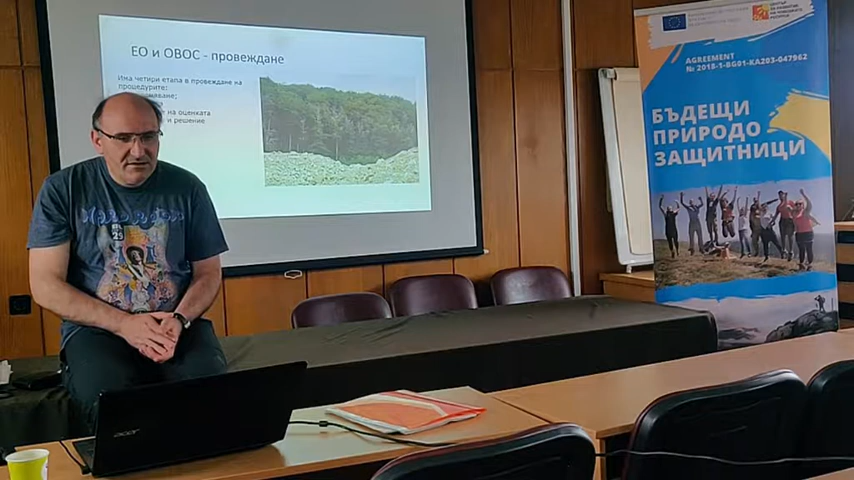 ЕО и ОВОС - провеждане
Има четири етапа в провеждане на
процедурите:
на оценката
и решение
AGREEMENT
№ 2018-1-BG01-KA203-047962
БЪДЕЩИ
ПРИРОДО
ЗАЩИТНИЦИ
acer